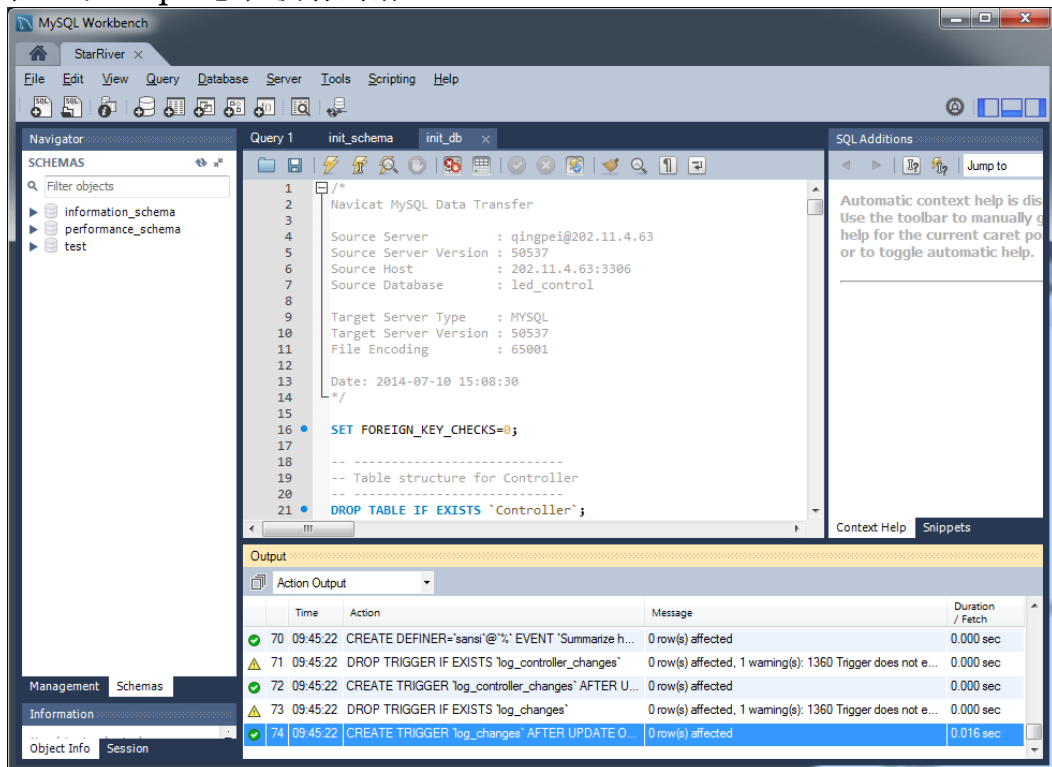 MySQL Workbench
StarRiver
File Edit View Query Database Server Tools Scripting Help
Navigator
SCHEMAS
Filter objects
information_schema
performance_schema
test
Management Schemas
Information
Object Info Session
Query 1 init_schema init_db
1 /*
2 Navicat MySQL Data Transfer
3
4 Source Server : qingpei@202.11.4.63
5 Source Server Version : 50537
6 Source Host : 202.11.4.63:3306
7 Source Database : led_control
8
9 Target Server Type : MYSQL
10 Target Server Version : 50537
11 File Encoding : 65001
12
13 Date: 2014-07-10 15:08:30
14 */
15
16 SET FOREIGN_KEY_CHECKS=0;
17
18 -- ----------------------------
19 -- Table structure for Controller
20 -- ----------------------------
21 DROP TABLE IF EXISTS `Controller`;
SQL Additions
Jump to
Automatic context help is dis
Use the toolbar to manually g
help for the current caret po
or to toggle automatic help.
Context Help Snippets
Output
Action Output
Time Action Message Duration / Fetch
70 09:45:22 CREATE DEFINER=`sansi`@`%` EVENT `Summarize h... 0 row(s) affected 0.000 sec
71 09:45:22 DROP TRIGGER IF EXISTS `log_controller_changes` 0 row(s) affected, 1 warning(s): 1360 Trigger does not e... 0.000 sec
72 09:45:22 CREATE TRIGGER `log_controller_changes` AFTER U... 0 row(s) affected 0.000 sec
73 09:45:22 DROP TRIGGER IF EXISTS `log_changes` 0 row(s) affected, 1 warning(s): 1360 Trigger does not e... 0.000 sec
74 09:45:22 CREATE TRIGGER `log_changes` AFTER UPDATE O... 0 row(s) affected 0.016 sec